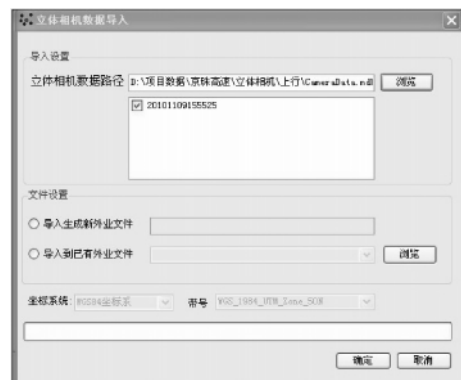 立体相机数据导入
导入设置
立体相机数据路径 D:\项目数据\京珠高速\立体相机\上行\CameraData.mdb 浏览
20101109155525
文件设置
导入生成新外业文件
导入到已有外业文件 浏览
坐标系统: WGS84坐标系 带号 WGS_1984_UTM_Zone_50N
确定 取消